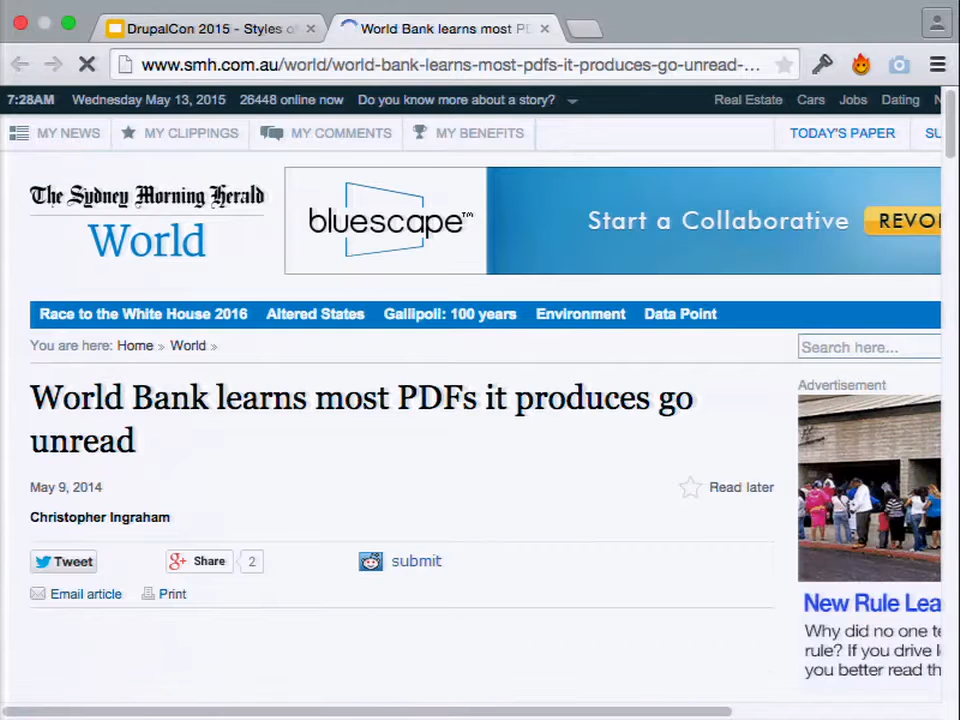 DrupalCon 2015 - Styles of
World Bank learns most PD
www.smh.com.au/world/world-bank-learns-most-pdfs-it-produces-go-unread-...
7:28AM Wednesday May 13, 2015 26448 online now Do you know more about a story? Real Estate Cars Jobs Dating N
MY NEWS MY CLIPPINGS MY COMMENTS MY BENEFITS TODAY'S PAPER SU
The Sydney Morning Herald
World
bluescape™
Start a Collaborative REVO
Race to the White House 2016 Altered States Gallipoli: 100 years Environment Data Point
You are here: Home » World »
Search here...
World Bank learns most PDFs it produces go
unread
May 9, 2014
Read later
Christopher Ingraham
Tweet
Share 2
submit
Email article Print
Advertisement
New Rule Lea
Why did no one te
rule? If you drive l
you better read th